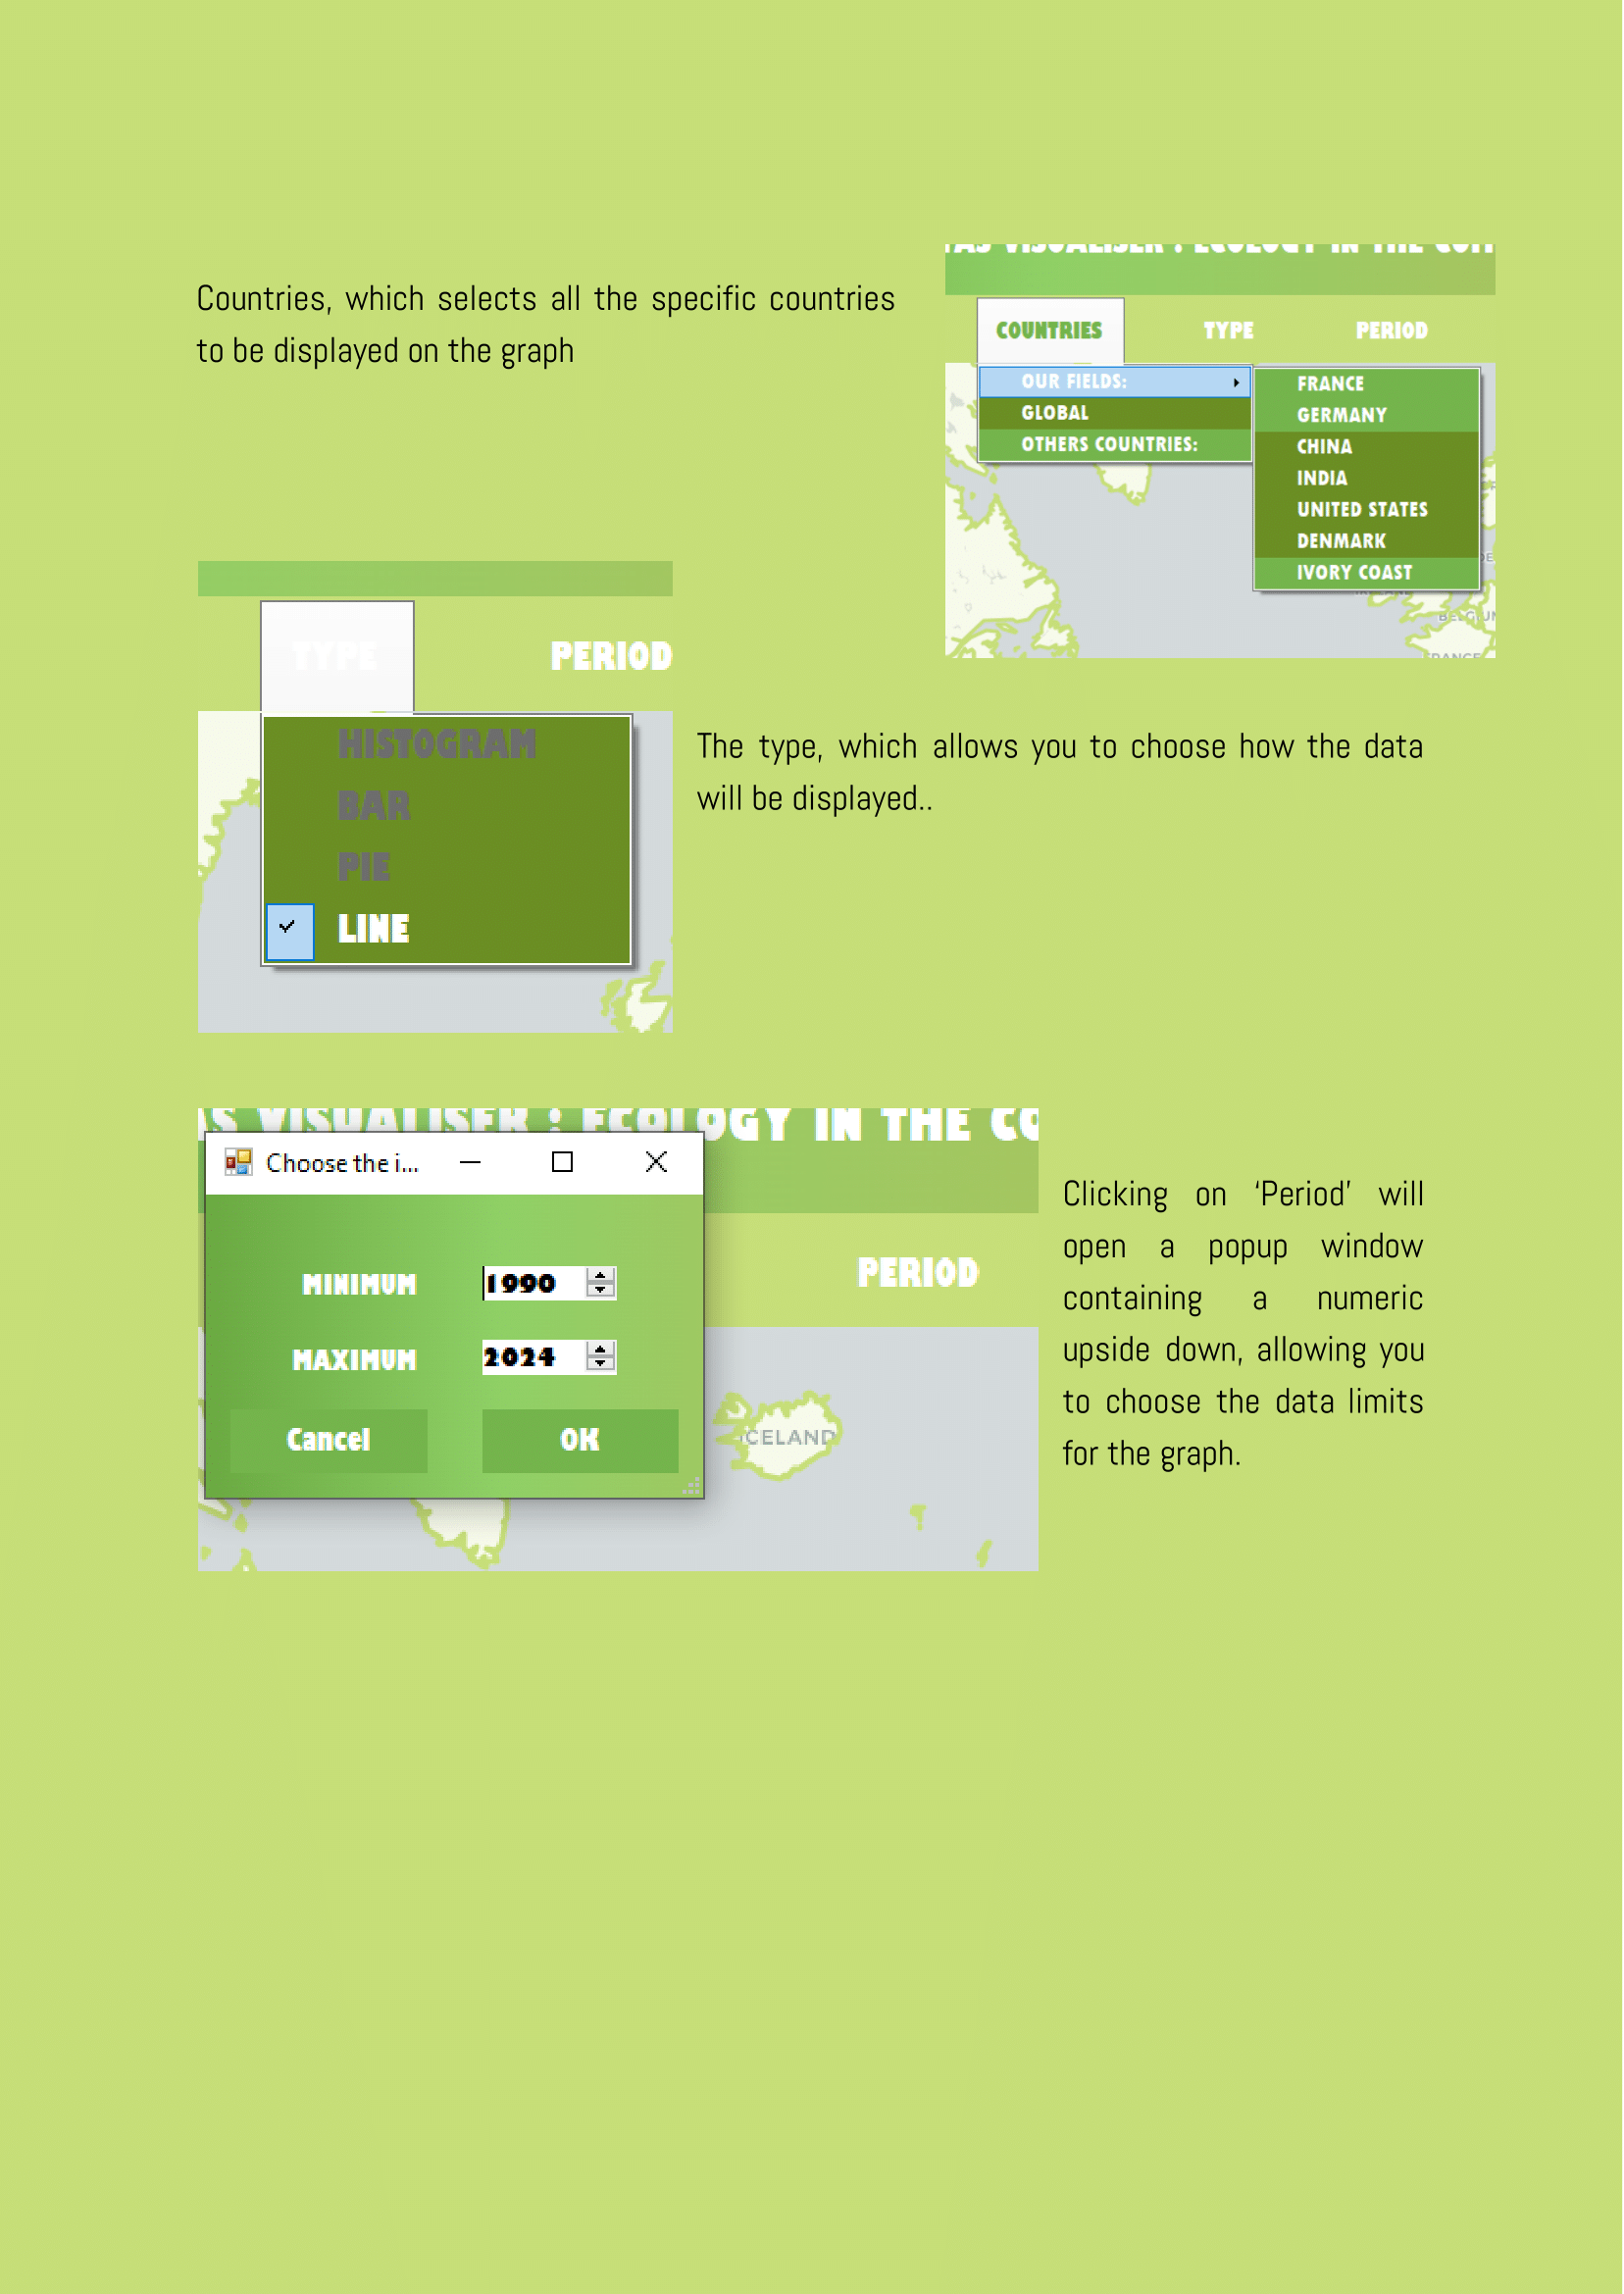 Countries, which selects all the specific countries
to be displayed on the graph
VISUALISER : ECOLOGY IN THE
COUNTRIES TYPE PERIOD
OUR FIELDS:
GLOBAL
OTHERS COUNTRIES:
FRANCE
GERMANY
CHINA
INDIA
UNITED STATES
DENMARK
IVORY COAST
TYPE PERIOD
HISTOGRAM
BAR
PIE
LINE
The type, which allows you to choose how the data
will be displayed..
VISUALISER : ECOLOGY IN THE
Choose the i...
PERIOD
MINIMUM 1990
MAXIMUM 2024
Cancel OK
ICELAND
Clicking on ‘Period’ will
open a popup window
containing a numeric
upside down, allowing you
to choose the data limits
for the graph.